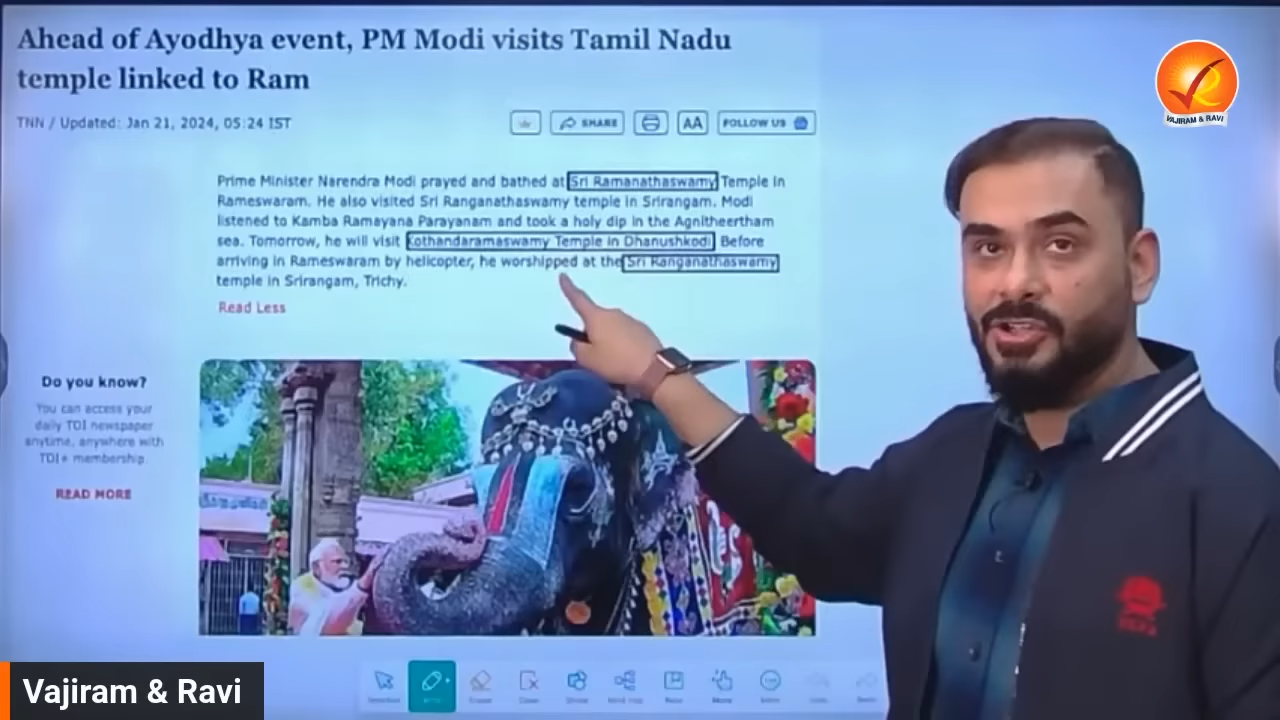 Ahead of Ayodhya event, PM Modi visits Tamil Nadu
temple linked to Ram
TNN / Updated: Jan 21, 2024, 05:24 IST
SHARE
AA
FOLLOW US
VAJIRAM & RAVI
Prime Minister Narendra Modi prayed and bathed at Sri Ramanathaswamy Temple in
Rameswaram. He also visited Sri Ranganathaswamy temple in Srirangam. Modi
listened to Kamba Ramayana Parayanam and took a holy dip in the Agnitheertham
sea. Tomorrow, he will visit Kothandaramaswamy Temple in Dhanushkodi. Before
arriving in Rameswaram by helicopter, he worshipped at the Sri Ranganathaswamy
temple in Srirangam, Trichy.
Read Less
Do you know?
You can access your
daily TOI newspaper
anytime, anywhere with
TOI+ membership.
READ MORE
Vajiram & Ravi